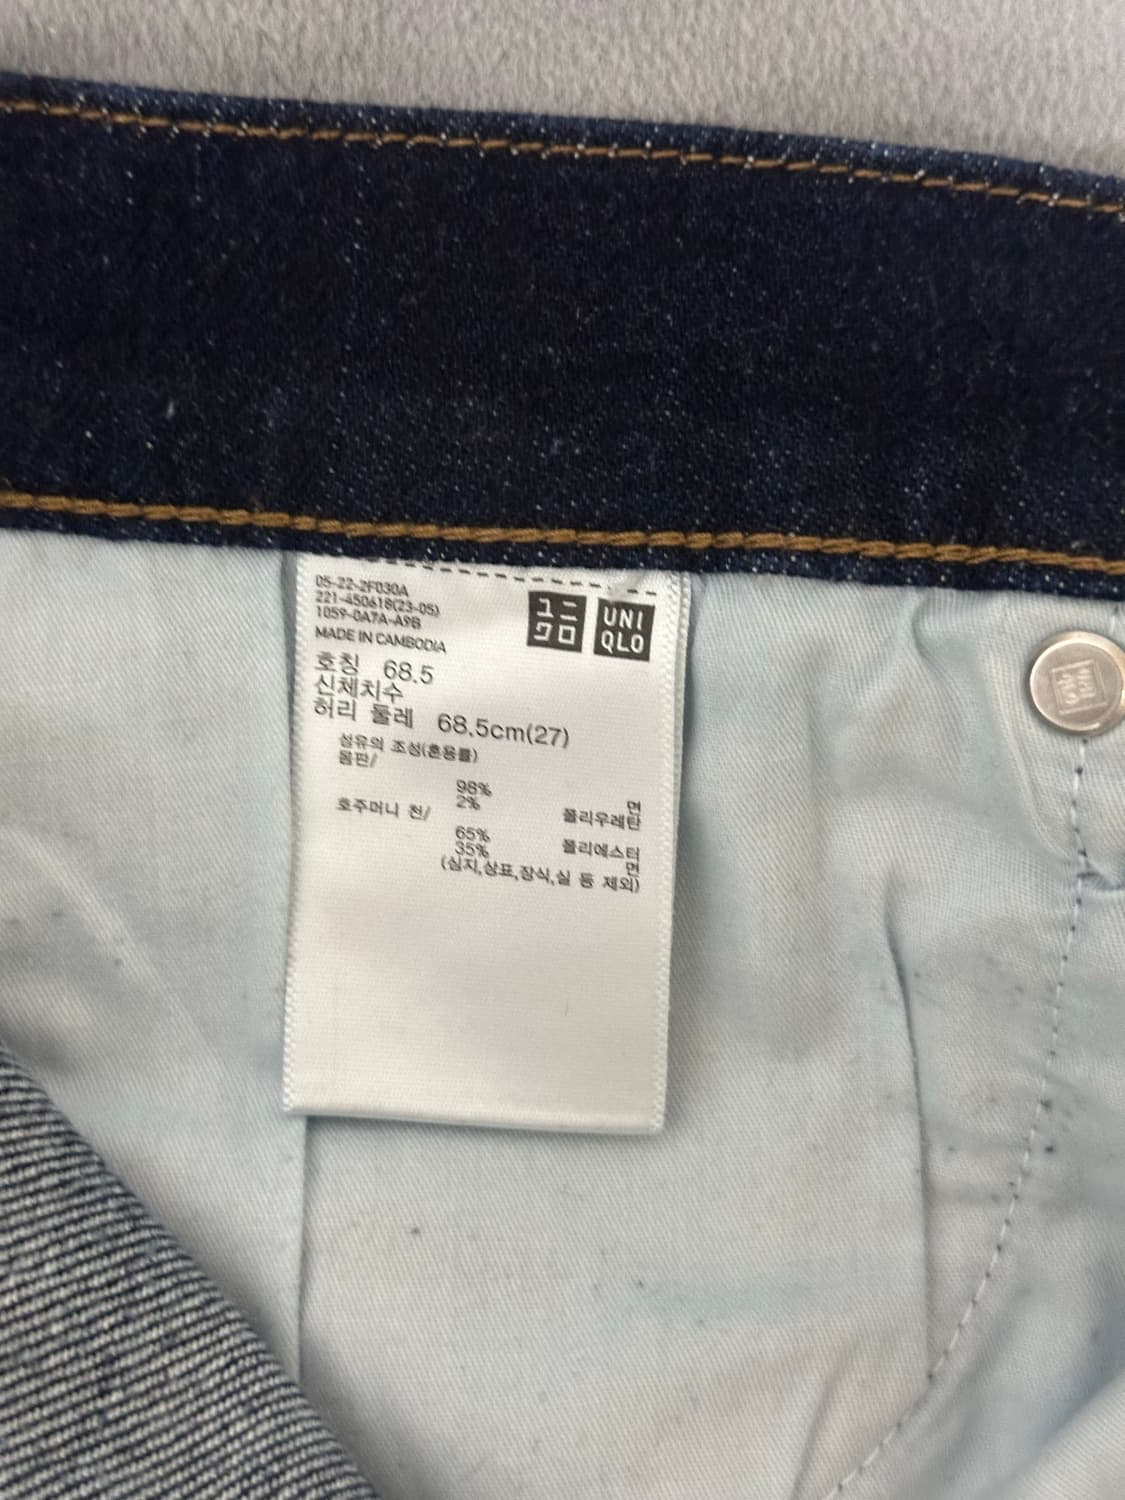 05-22-2F030A
221-450618(23-05)
1059-0A7A-A9B
MADE IN CAMBODIA
ユニ
クロ
UNI
QLO
호칭 68.5
신체치수
허리 둘레 68.5cm(27)
섬유의 조성(혼용률)
몸판/
98% 면
2% 폴리우레탄
호주머니 천/
65% 폴리에스터
35% 면
(심지,상표,장식,실 등 제외)